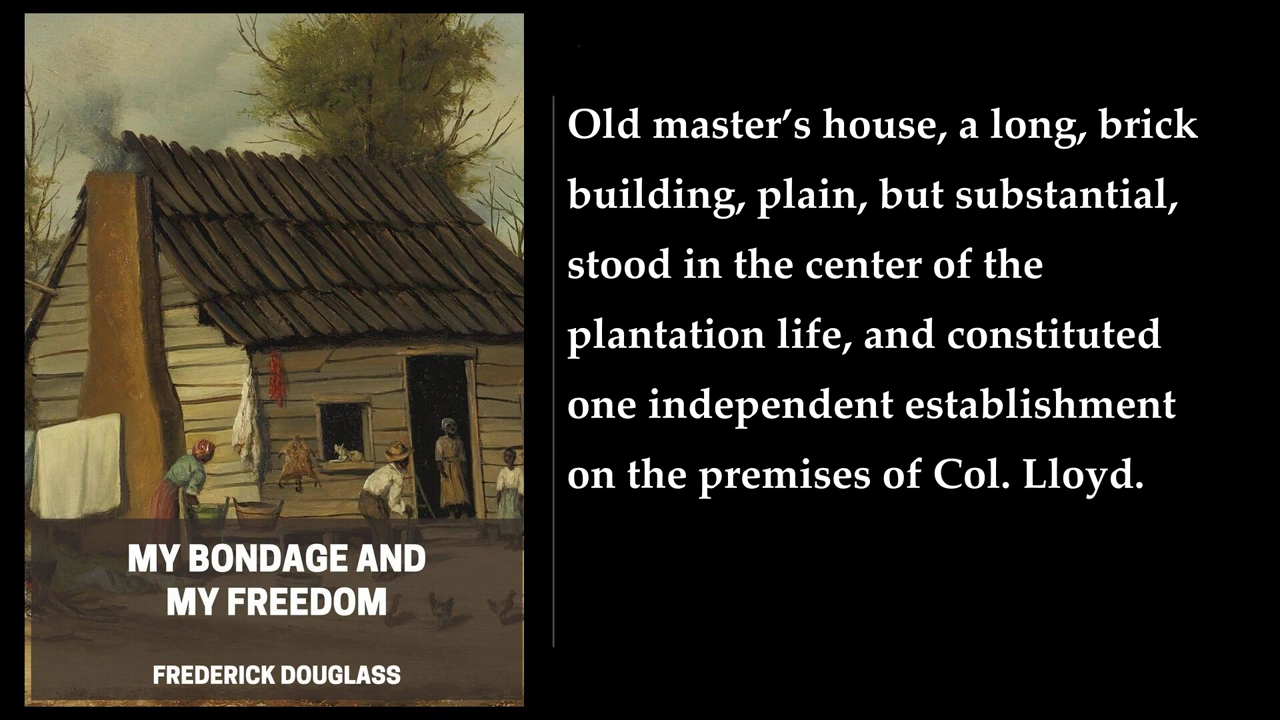 MY BONDAGE AND
MY FREEDOM
FREDERICK DOUGLASS
Old master’s house, a long, brick
building, plain, but substantial,
stood in the center of the
plantation life, and constituted
one independent establishment
on the premises of Col. Lloyd.